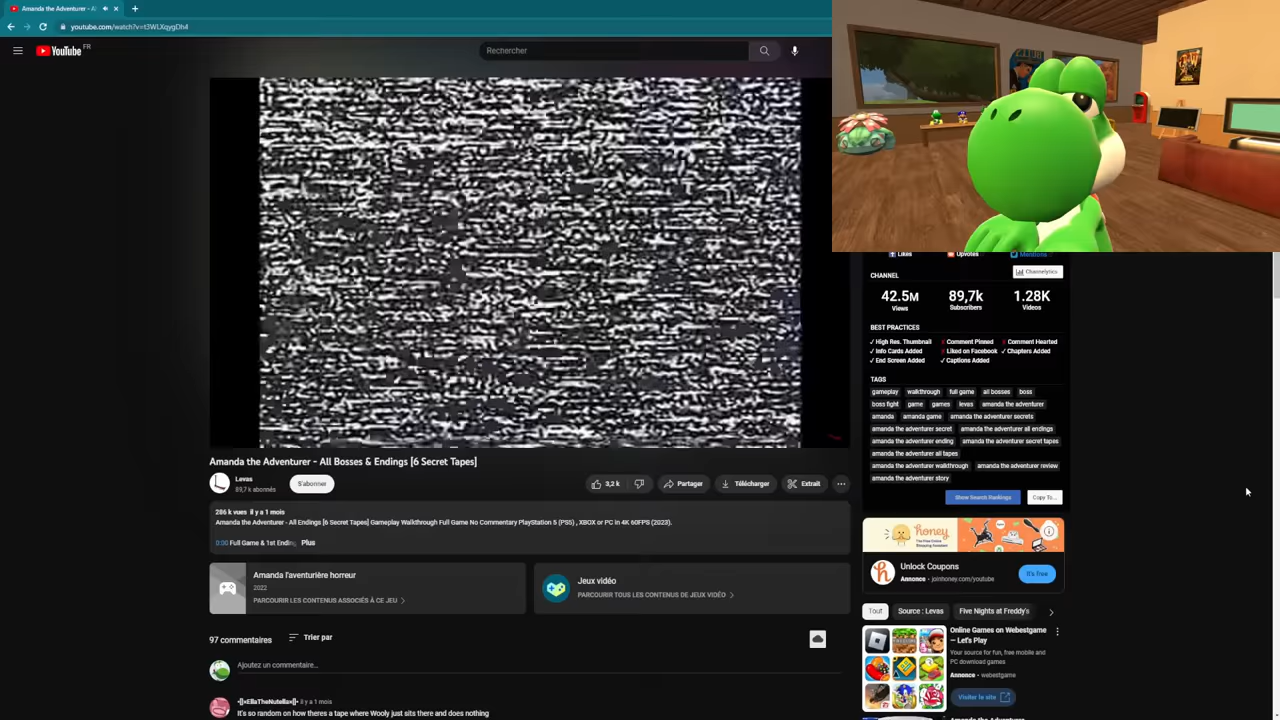 Amanda the Adventurer - Al
youtube.com/watch?v=t3WLXqygDh4
YouTube FR
Rechercher
Likes
Upvotes
Mentions
CHANNEL
Channelytics
42.5M
89,7k
1.28K
Views
Subscribers
Videos
BEST PRACTICES
✓ High Res. Thumbnail
x Comment Pinned
x Comment Hearted
✓ Info Cards Added
x Liked on Facebook
✓ Chapters Added
✓ End Screen Added
✓ Captions Added
TAGS
gameplay walkthrough full game all bosses boss
boss fight game games levas amanda the adventurer
amanda amanda game amanda the adventurer secrets
amanda the adventurer secret amanda the adventurer all endings
amanda the adventurer ending amanda the adventurer secret tapes
amanda the adventurer all tapes
amanda the adventurer walkthrough amanda the adventurer review
amanda the adventurer story
Show Search Rankings
Copy To...
Amanda the Adventurer - All Bosses & Endings [6 Secret Tapes]
Levas
89,7 k abonnés
S'abonner
3,2 k
Partager
Télécharger
Extrait
286 k vues il y a 1 mois
Amanda the Adventurer - All Endings [6 Secret Tapes] Gameplay Walkthrough Full Game No Commentary PlayStation 5 (PS5) , XBOX or PC in 4K 60FPS (2023).
0:00 Full Game & 1st Ending
Plus
Amanda l'aventurière horreur
2022
PARCOURIR LES CONTENUS ASSOCIÉS À CE JEU
Jeux vidéo
PARCOURIR TOUS LES CONTENUS DE JEUX VIDÉO
97 commentaires
Trier par
Ajoutez un commentaire...
•[[×EllaTheNutella×]]• il y a 1 mois
It's so random on how theres a tape where Wooly just sits there and does nothing
honey
Unlock Coupons
Annonce • joinhoney.com/youtube
It's free
Tout
Source : Levas
Five Nights at Freddy's
Online Games on Webestgame
— Let's Play
Your source for fun, free mobile and
PC download games
Annonce • webestgame
Visiter le site
Amanda the Adventurer